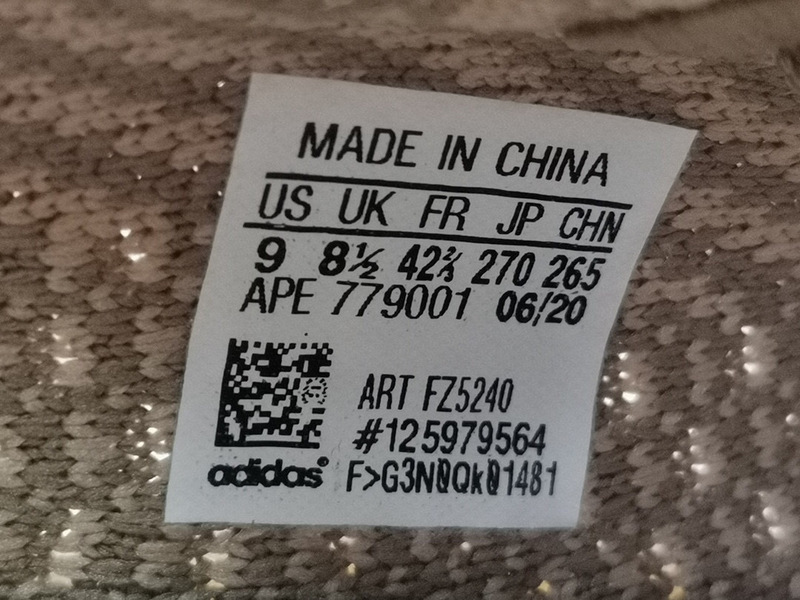 MADE IN CHINA
US UK FR JP CHN
9 8½ 42⅔ 270 265
APE 779001 06/20
ART FZ5240
#125979564
adidas® F>G3N0Qk01481